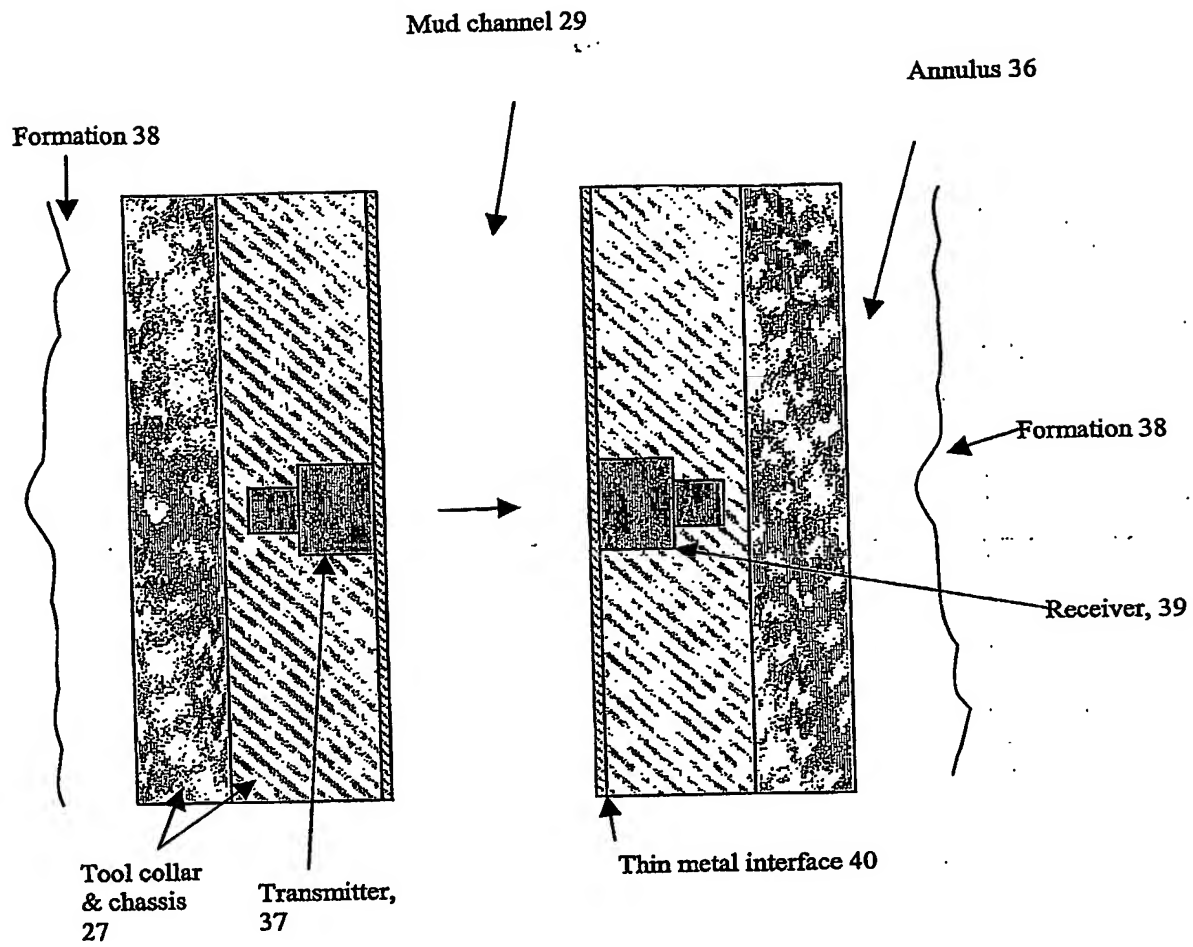 Mud channel 29
Annulus 36
Formation 38
Formation 38
Receiver, 39
Thin metal interface 40
Tool collar
& chassis
27
Transmitter,
37